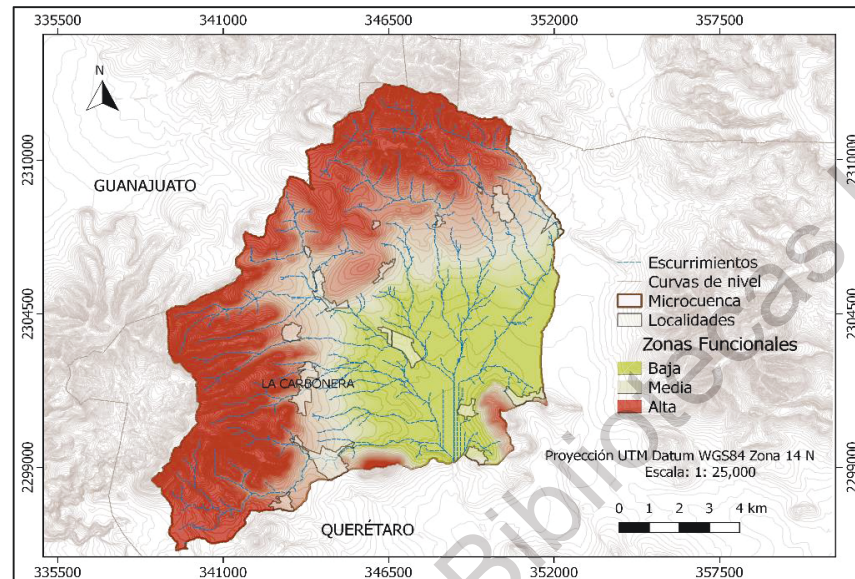 335500 341000 346500 352000 357500
N
2310000 2310000
GUANAJUATO
Escurrimientos
Curvas de nivel
2304500 2304500
Microcuenca
Localidades
Zonas Funcionales
Baja
Media
LA CARBONERA
Alta
Proyección UTM Datum WGS84 Zona 14 N
2299000 2299000
Escala: 1: 25,000
0 1 2 3 4 km
QUERÉTARO
335500 341000 346500 352000 357500
Bibliotecas